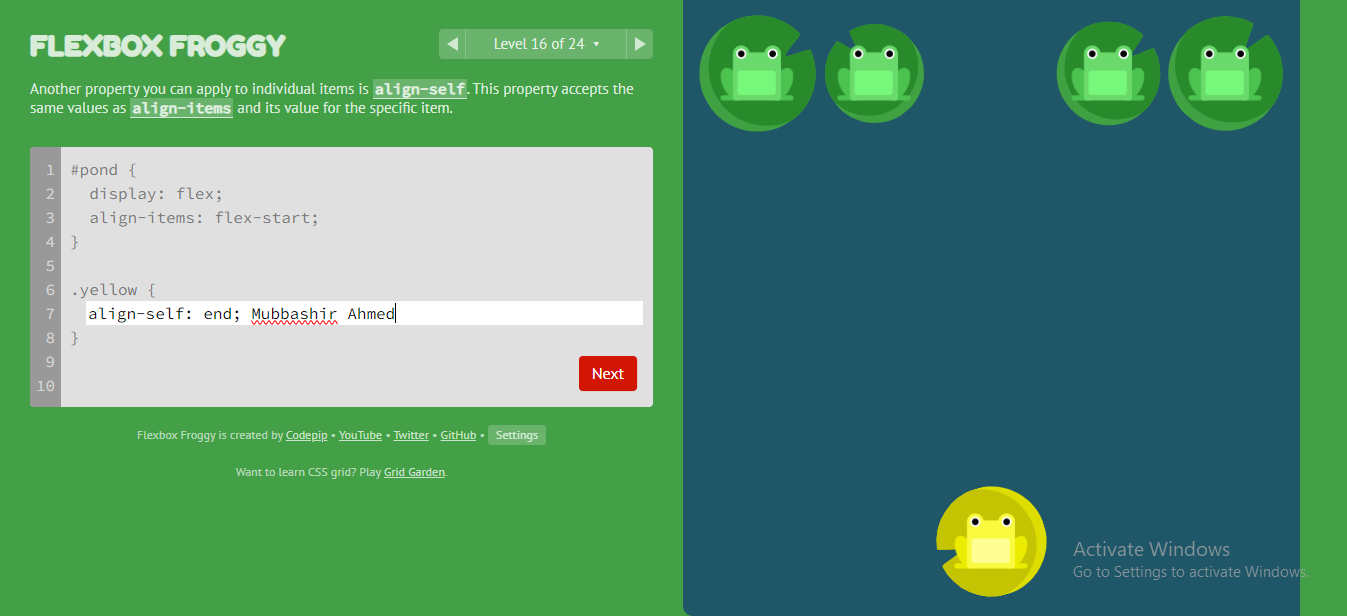 FLEXBOX FROGGY
Level 16 of 24
Another property you can apply to individual items is align-self. This property accepts the
same values as align-items and its value for the specific item.
1 #pond {
2 display: flex;
3 align-items: flex-start;
4 }
5
6 .yellow {
7 align-self: end; Mubbashir Ahmed
8 }
9
10
Next
Flexbox Froggy is created by Codepip • YouTube • Twitter • GitHub • Settings
Want to learn CSS grid? Play Grid Garden.
Activate Windows
Go to Settings to activate Windows.